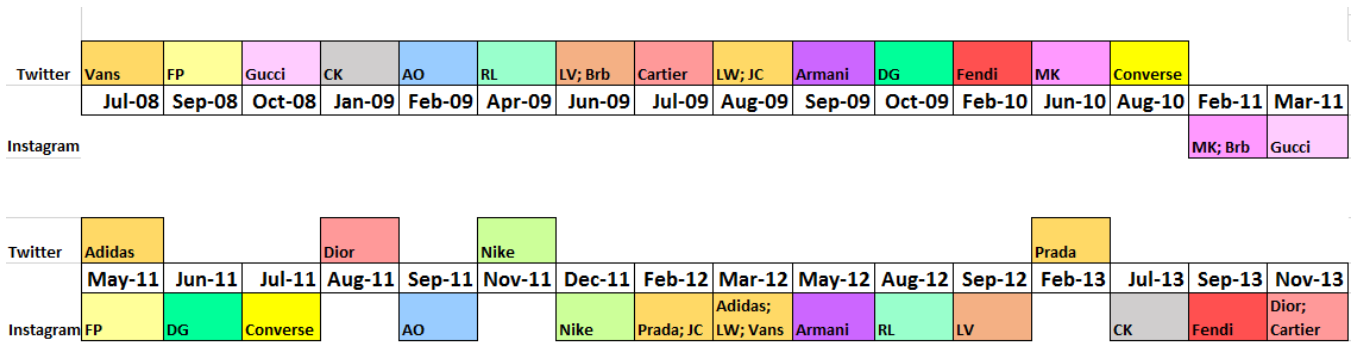 Twitter Vans FP Gucci CK AO RL LV; Brb Cartier LW; JC Armani DG Fendi MK Converse
Jul-08 Sep-08 Oct-08 Jan-09 Feb-09 Apr-09 Jun-09 Jul-09 Aug-09 Sep-09 Oct-09 Feb-10 Jun-10 Aug-10 Feb-11 Mar-11
Instagram MK; Brb Gucci
Twitter Adidas Dior Nike Prada
May-11 Jun-11 Jul-11 Aug-11 Sep-11 Nov-11 Dec-11 Feb-12 Mar-12 May-12 Aug-12 Sep-12 Feb-13 Jul-13 Sep-13 Nov-13
Adidas; Dior;
Instagram FP DG Converse AO Nike Prada; JC LW; Vans Armani RL LV CK Fendi Cartier